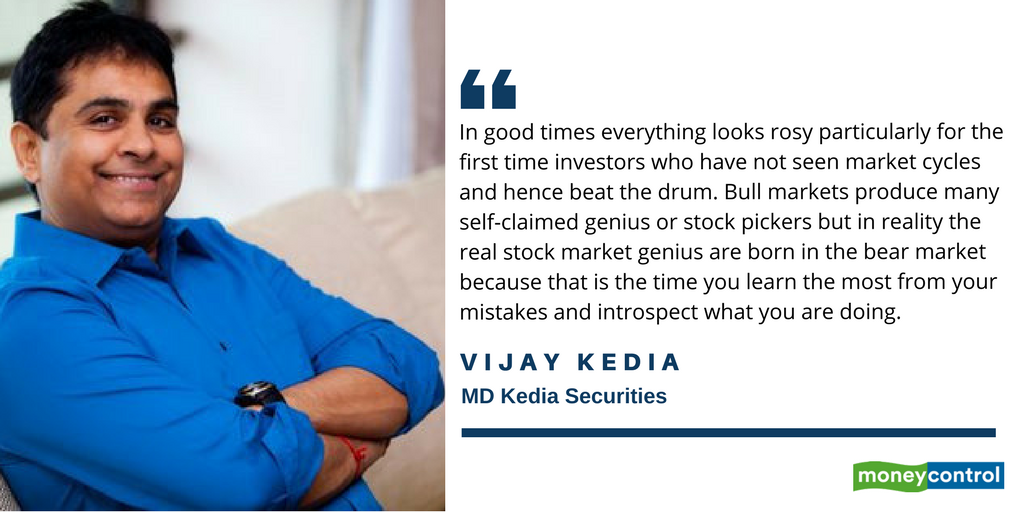 In good times everything looks rosy particularly for the
first time investors who have not seen market cycles
and hence beat the drum. Bull markets produce many
self-claimed genius or stock pickers but in reality the
real stock market genius are born in the bear market
because that is the time you learn the most from your
mistakes and introspect what you are doing.
VIJAY KEDIA
MD Kedia Securities
moneycontrol